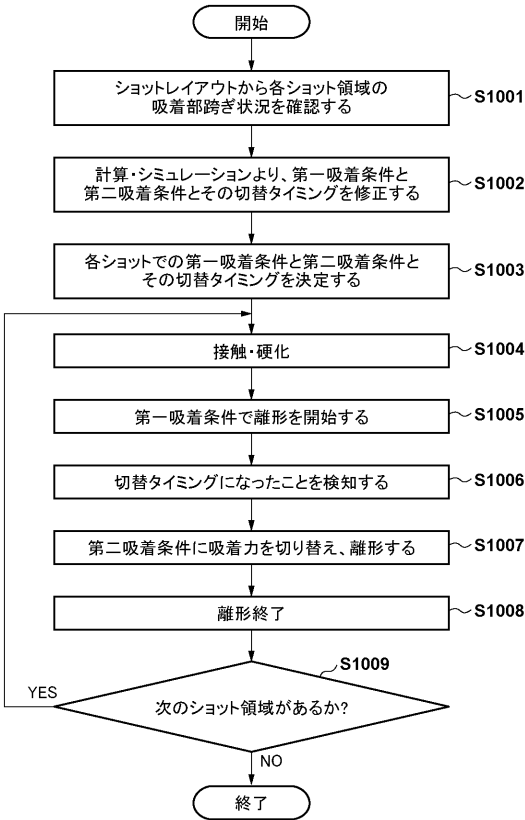 開始
ショットレイアウトから各ショット領域の
吸着部跨ぎ状況を確認する
S1001
計算・シミュレーションより、第一吸着条件と
第二吸着条件とその切替タイミングを修正する
S1002
各ショットでの第一吸着条件と第二吸着条件と
その切替タイミングを決定する
S1003
接触・硬化
S1004
第一吸着条件で離形を開始する
S1005
切替タイミングになったことを検知する
S1006
第二吸着条件に吸着力を切り替え、離形する
S1007
離形終了
S1008
S1009
YES
次のショット領域があるか?
NO
終了